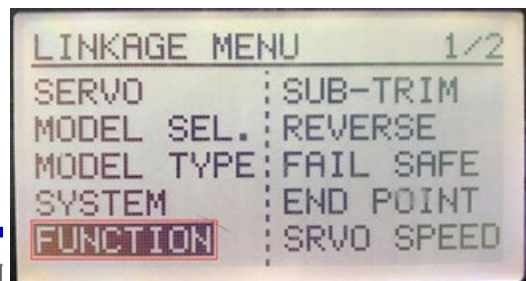 LINKAGE MENU 1/2
SERVO SUB-TRIM
MODEL SEL. REVERSE
MODEL TYPE FAIL SAFE
SYSTEM END POINT
FUNCTION SRVO SPEED